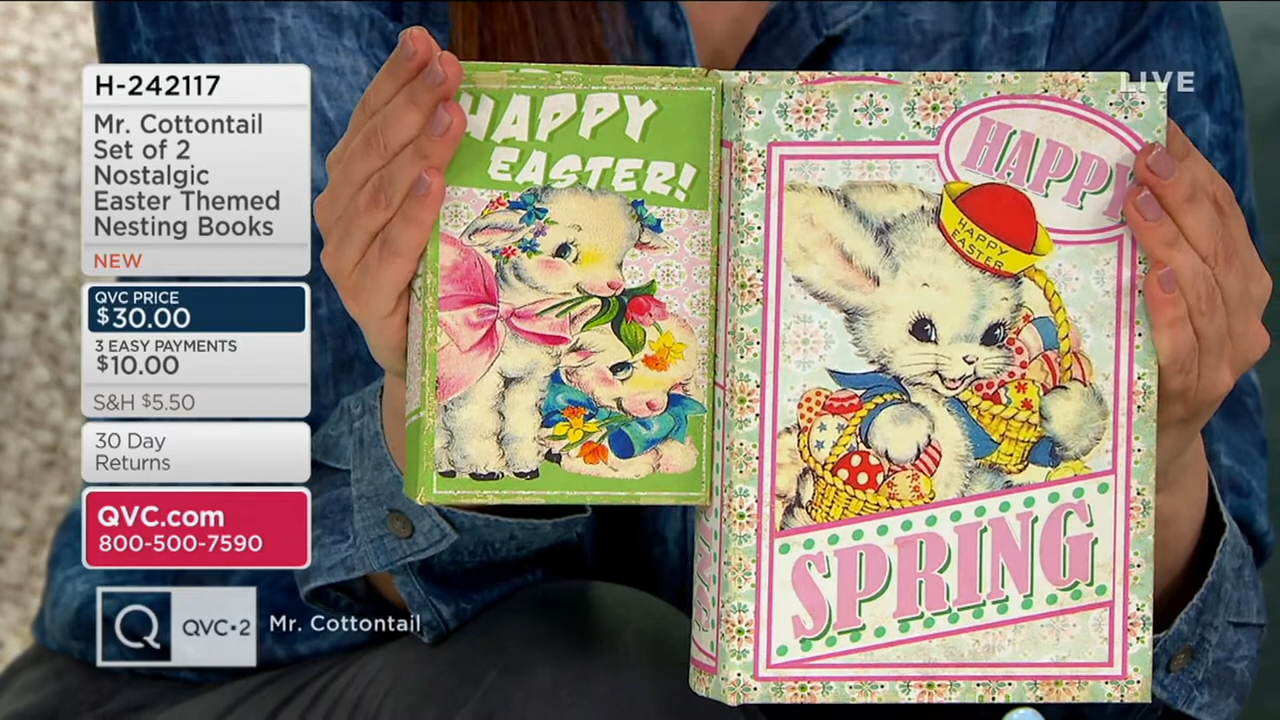 H-242117
Mr. Cottontail
Set of 2
Nostalgic
Easter Themed
Nesting Books
NEW
QVC PRICE
$30.00
3 EASY PAYMENTS
$10.00
S&H $5.50
30 Day
Returns
QVC.com
800-500-7590
Q QVC•2 Mr. Cottontail
LIVE
HAPPY
EASTER!
HAPPY
HAPPY
EASTER
SPRING